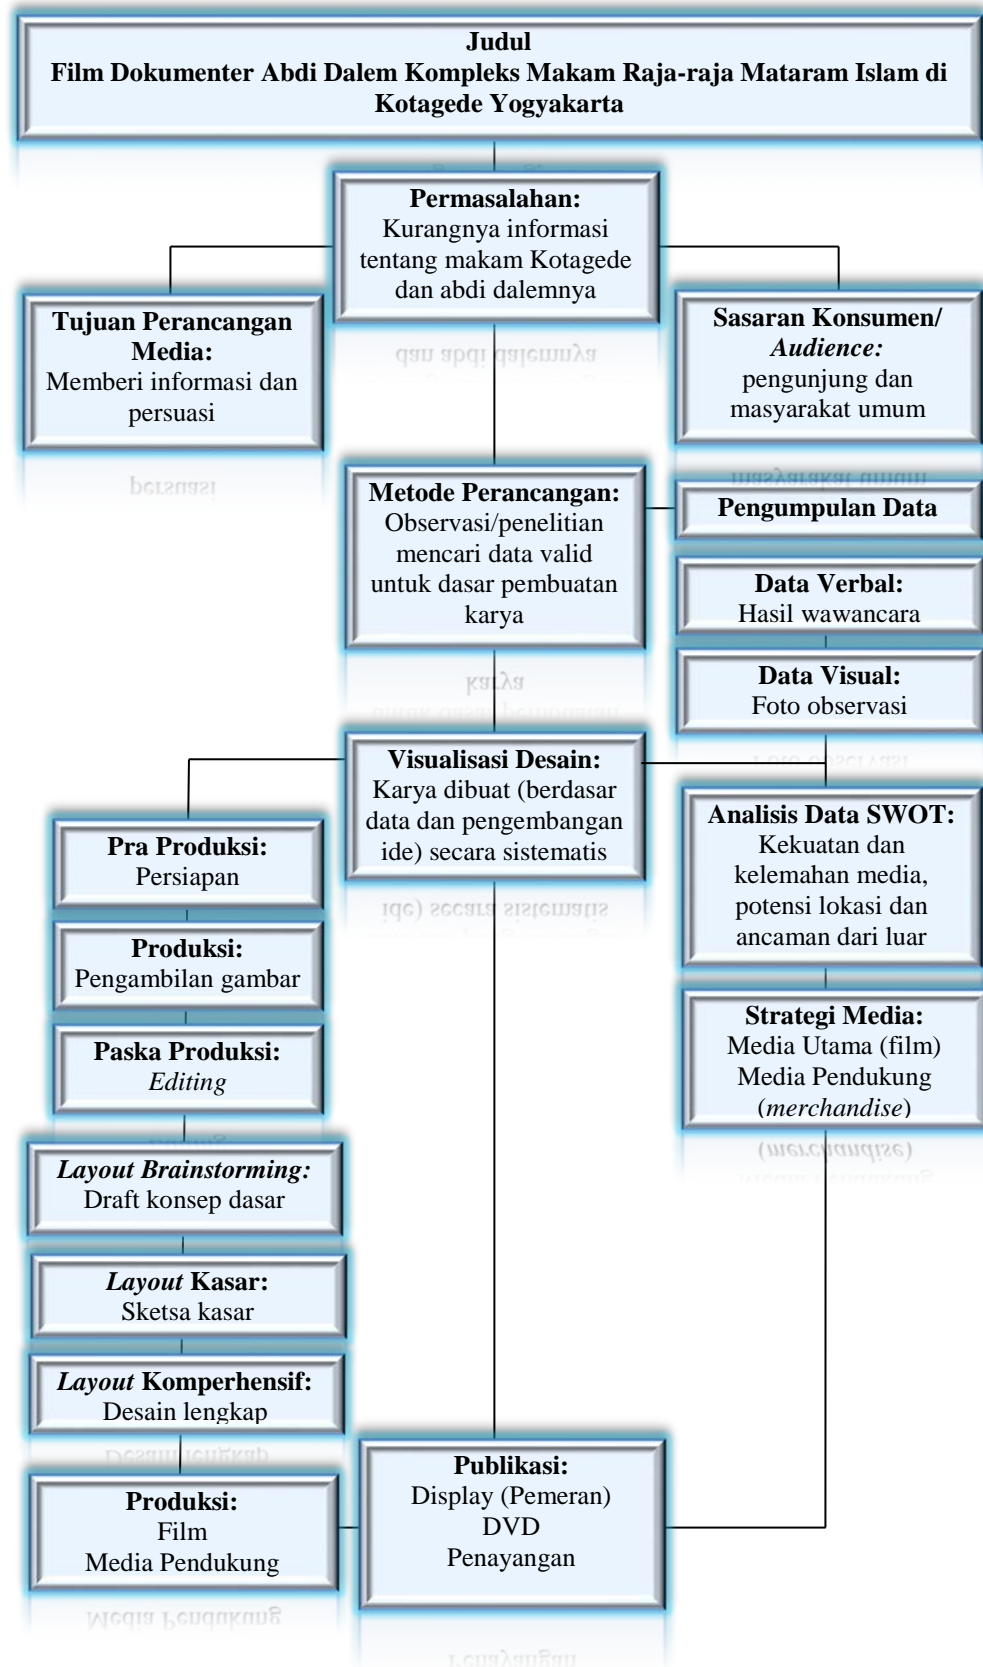 Judul
Film Dokumenter Abdi Dalem Kompleks Makam Raja-raja Mataram Islam di
Kotagede Yogyakarta
Permasalahan:
Kurangnya informasi
tentang makam Kotagede
dan abdi dalemnya
Tujuan Perancangan
Media:
Memberi informasi dan
persuasi
Sasaran Konsumen/
Audience:
pengunjung dan
masyarakat umum
Metode Perancangan:
Observasi/penelitian
mencari data valid
untuk dasar pembuatan
karya
Pengumpulan Data
Data Verbal:
Hasil wawancara
Data Visual:
Foto observasi
Visualisasi Desain:
Karya dibuat (berdasar
data dan pengembangan
ide) secara sistematis
Analisis Data SWOT:
Kekuatan dan
kelemahan media,
potensi lokasi dan
ancaman dari luar
Strategi Media:
Media Utama (film)
Media Pendukung
(merchandise)
Pra Produksi:
Persiapan
Produksi:
Pengambilan gambar
Paska Produksi:
Editing
Layout Brainstorming:
Draft konsep dasar
Layout Kasar:
Sketsa kasar
Layout Komperhensif:
Desain lengkap
Produksi:
Film
Media Pendukung
Publikasi:
Display (Pemeran)
DVD
Penayangan